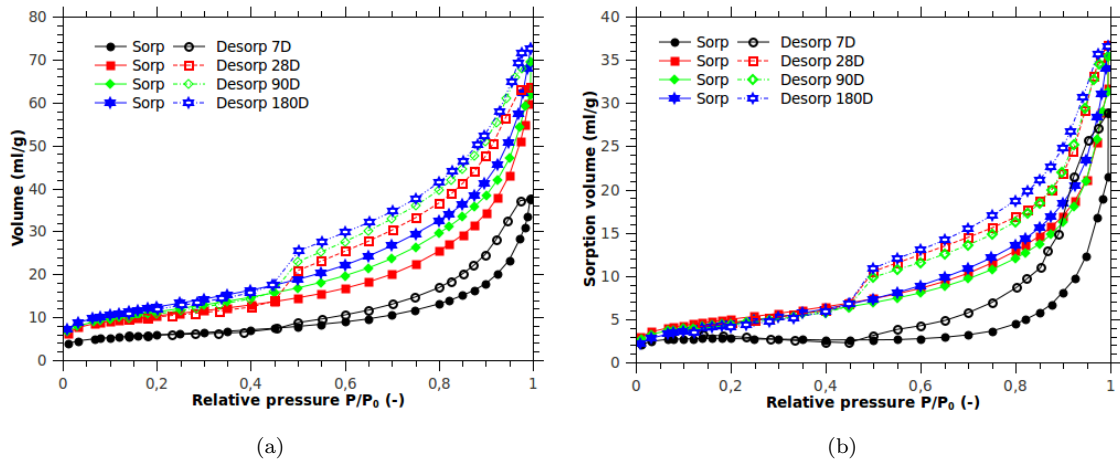 Volume (ml/g)
80
70
60
50
40
30
20
10
0
Sorp Desorp 7D
Sorp Desorp 28D
Sorp Desorp 90D
Sorp Desorp 180D
0 0,2 0,4 0,6 0,8 1
Relative pressure P/P0 (-)
(a)
Sorption volume (ml/g)
40
35
30
25
20
15
10
5
0
Sorp Desorp 7D
Sorp Desorp 28D
Sorp Desorp 90D
Sorp Desorp 180D
0 0,2 0,4 0,6 0,8 1
Relative pressure P/P0 (-)
(b)